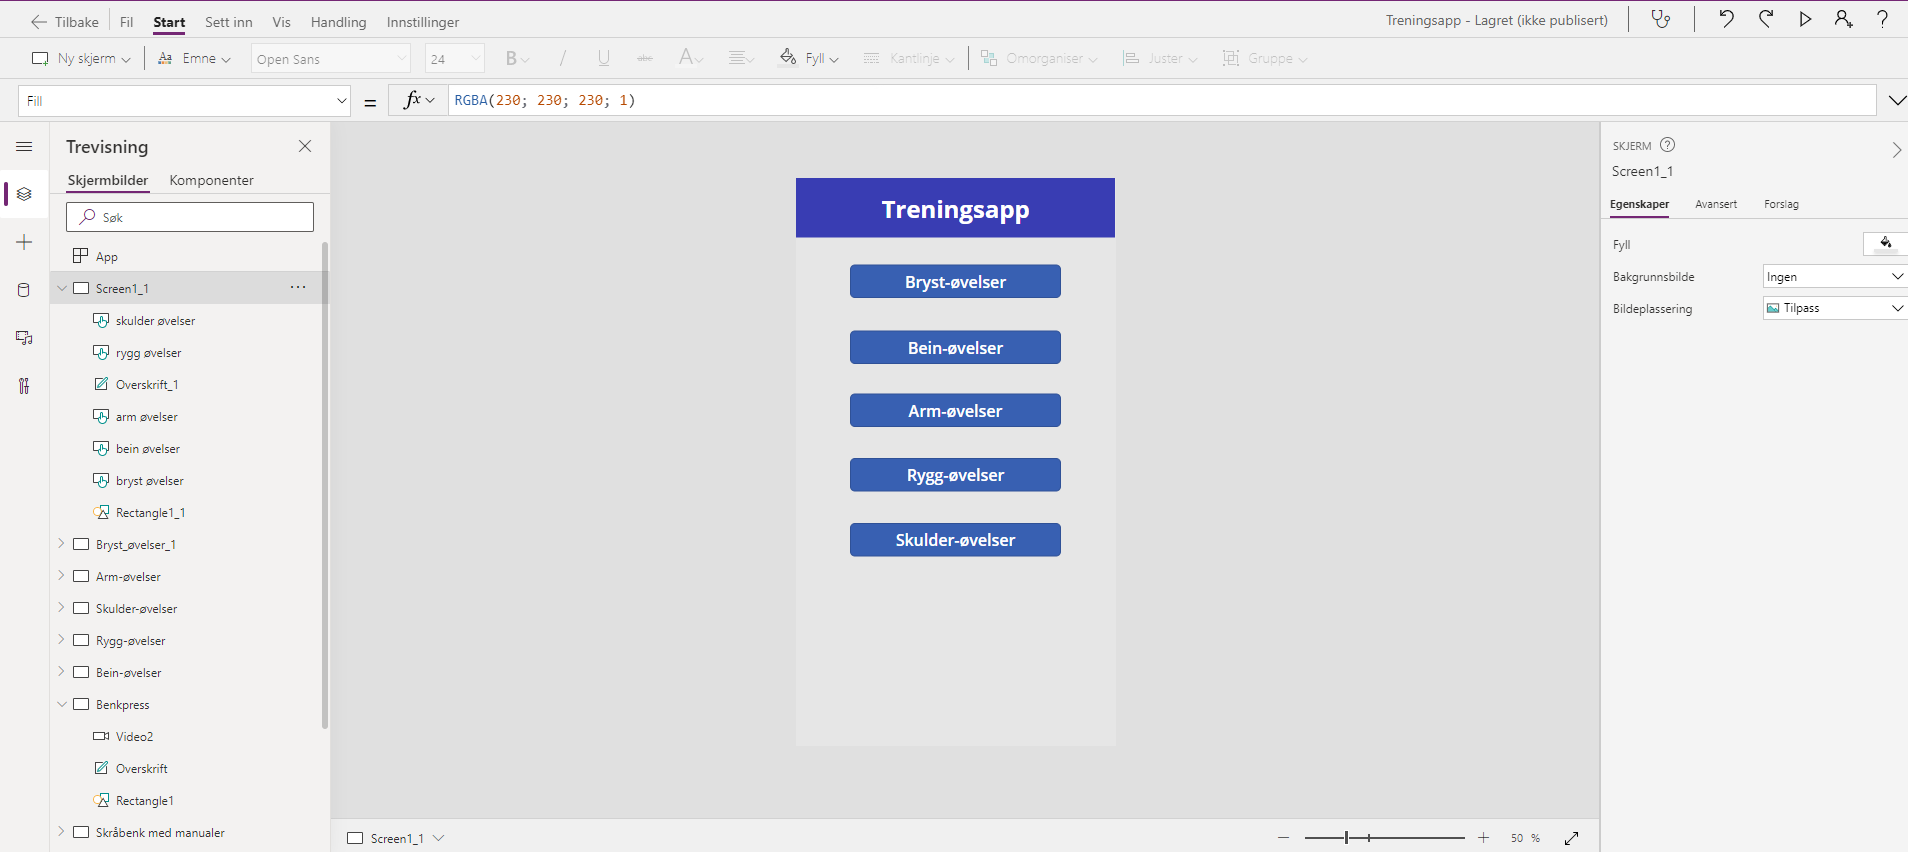 Tilbake Fil Start Sett inn Vis Handling Innstillinger Treningsapp - Lagret (ikke publisert)
Ny skjerm Emne Open Sans 24 B / U abc A Fyll Kantlinje Omorganiser Juster Gruppe
Fill = fx RGBA(230; 230; 230; 1)
Trevisning
Skjermbilder Komponenter
Søk
App
Screen1_1
skulder øvelser
rygg øvelser
Overskrift_1
arm øvelser
bein øvelser
bryst øvelser
Rectangle1_1
Bryst_øvelser_1
Arm-øvelser
Skulder-øvelser
Rygg-øvelser
Bein-øvelser
Benkpress
Video2
Overskrift
Rectangle1
Skråbenk med manualer
Treningsapp
Bryst-øvelser
Bein-øvelser
Arm-øvelser
Rygg-øvelser
Skulder-øvelser
Screen1_1 50 %
SKJERM
Screen1_1
Egenskaper Avansert Forslag
Fyll
Bakgrunnsbilde Ingen
Bildeplassering Tilpass